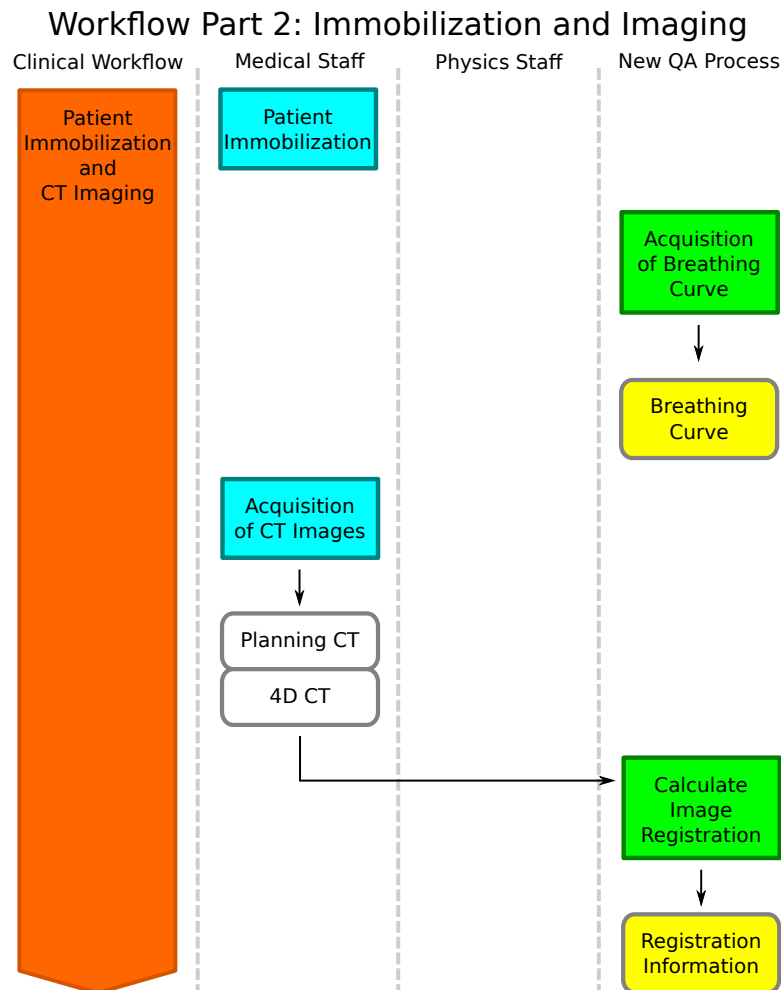 Workflow Part 2: Immobilization and Imaging
Clinical Workflow
Medical Staff
Physics Staff
New QA Process
Patient
Immobilization
and
CT Imaging
Patient
Immobilization
Acquisition
of Breathing
Curve
Breathing
Curve
Acquisition
of CT Images
Planning CT
4D CT
Calculate
Image
Registration
Registration
Information